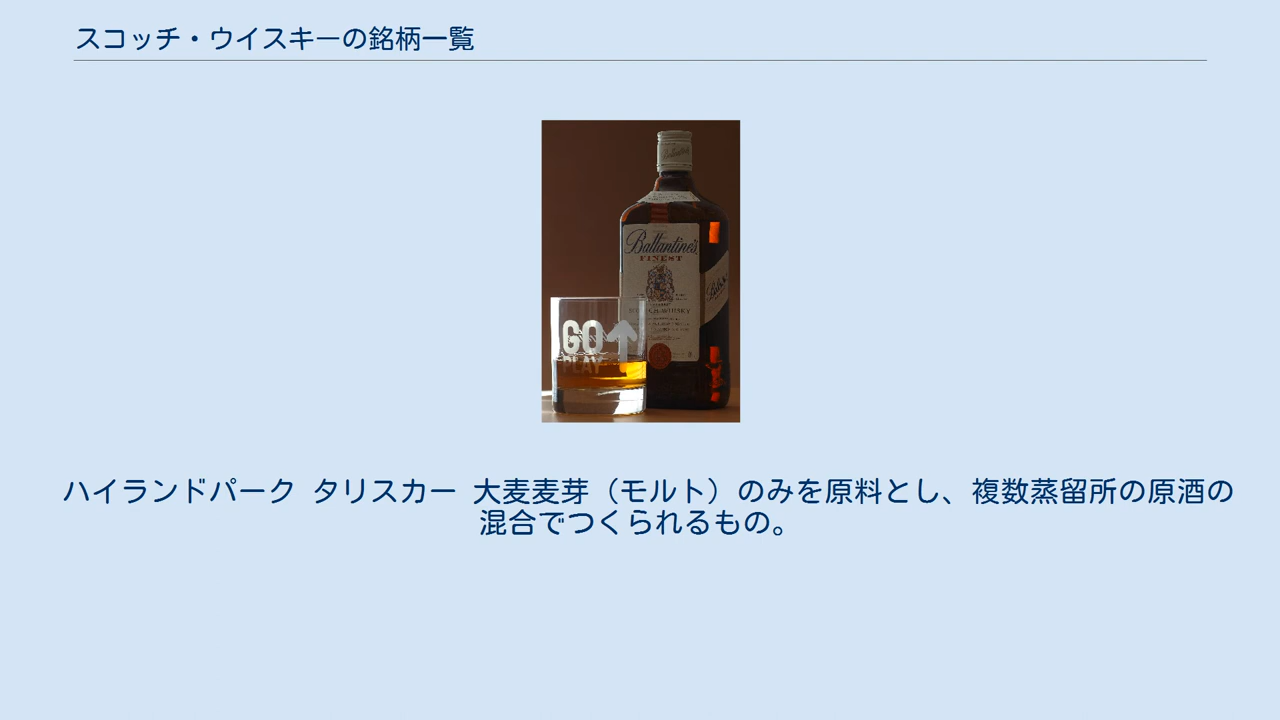 スコッチ・ウイスキーの銘柄一覧
Ballantine's
FINEST
GO
PLAY
ハイランドパーク タリスカー 大麦麦芽（モルト）のみを原料とし、複数蒸留所の原酒の
混合でつくられるもの。